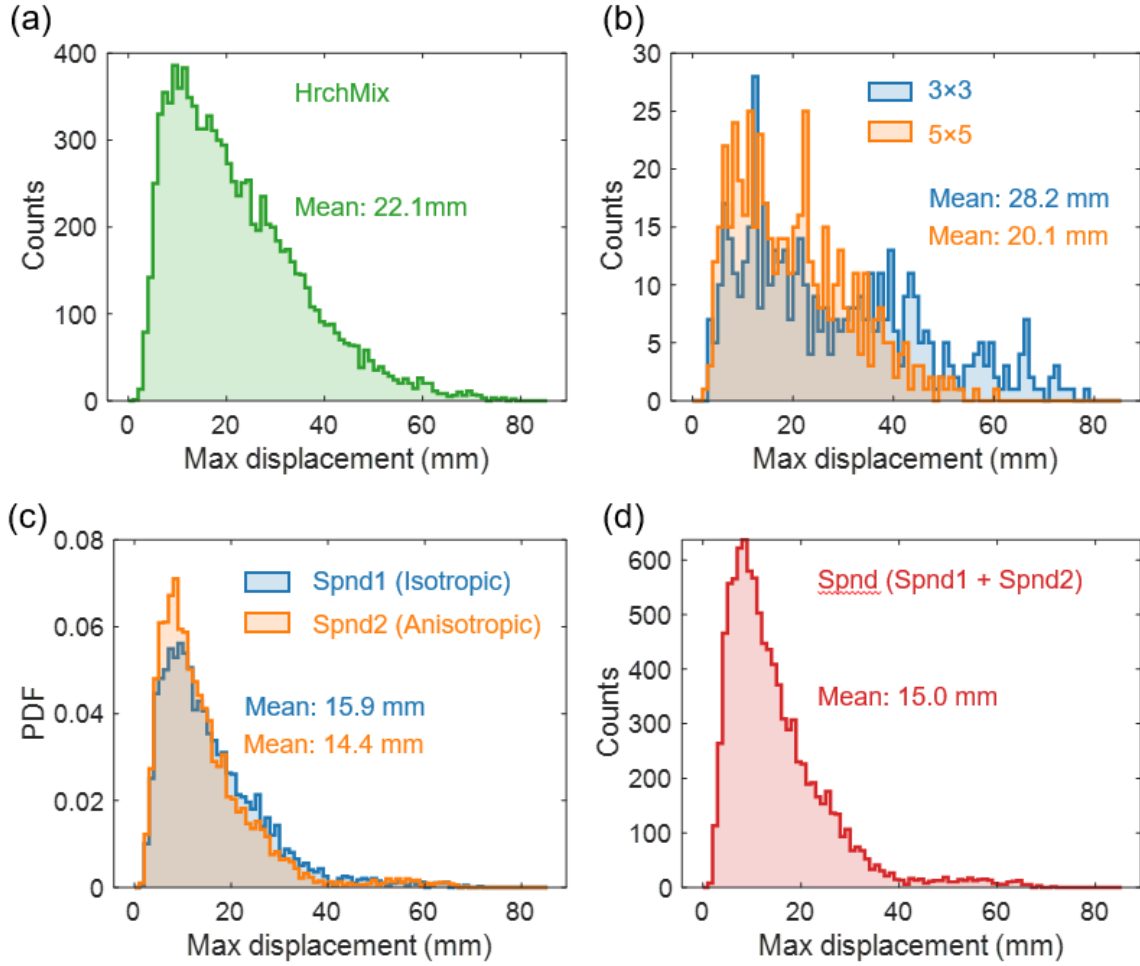 (a)
400
300
200
100
0
Counts
HrchMix
Mean: 22.1mm
0 20 40 60 80
Max displacement (mm)
(b)
30
25
20
15
10
5
0
Counts
3×3
5×5
Mean: 28.2 mm
Mean: 20.1 mm
0 20 40 60 80
Max displacement (mm)
(c)
0.08
0.06
0.04
0.02
0
PDF
Spnd1 (Isotropic)
Spnd2 (Anisotropic)
Mean: 15.9 mm
Mean: 14.4 mm
0 20 40 60 80
Max displacement (mm)
(d)
600
500
400
300
200
100
0
Counts
Spnd (Spnd1 + Spnd2)
Mean: 15.0 mm
0 20 40 60 80
Max displacement (mm)